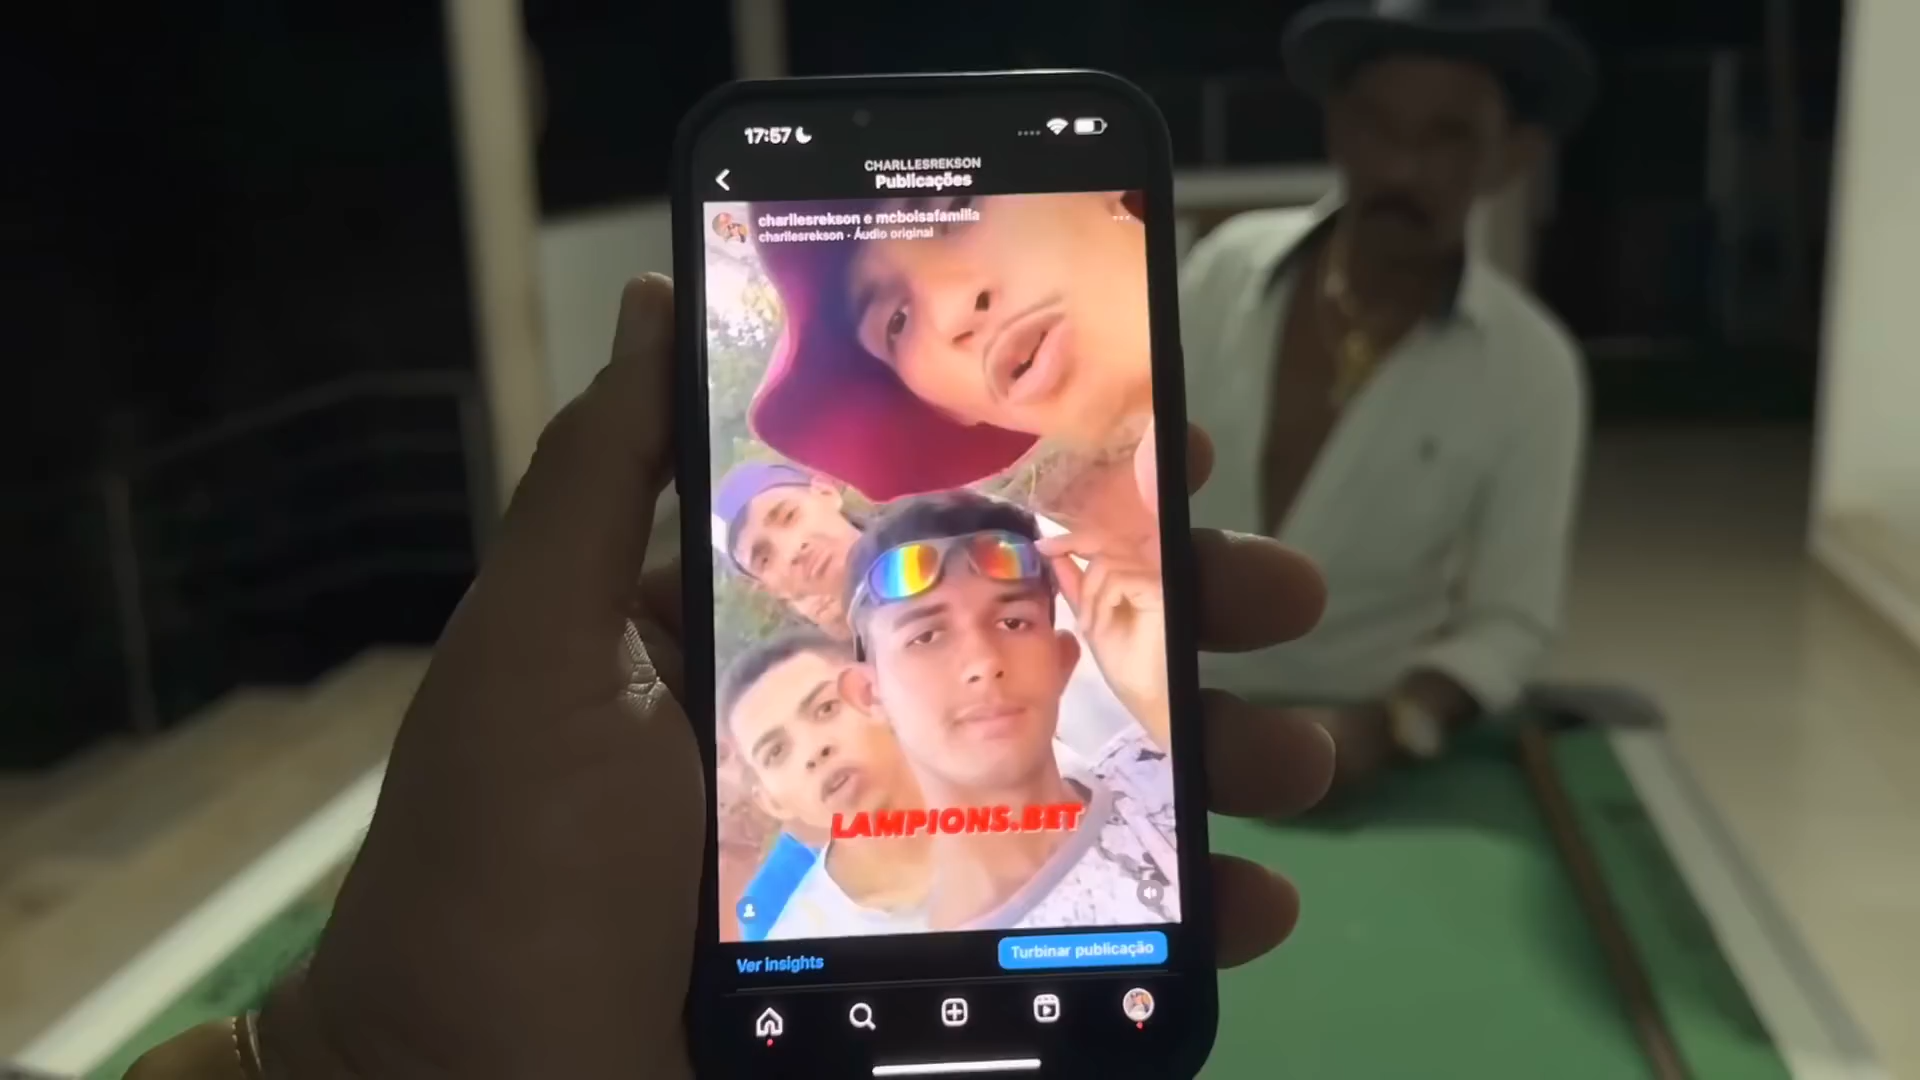 17:57
CHARLLESREKSON
Publicações
charllesrekson e mcbolsafamilia
charllesrekson · Áudio original
LAMPIONS.BET
Ver insights
Turbinar publicação